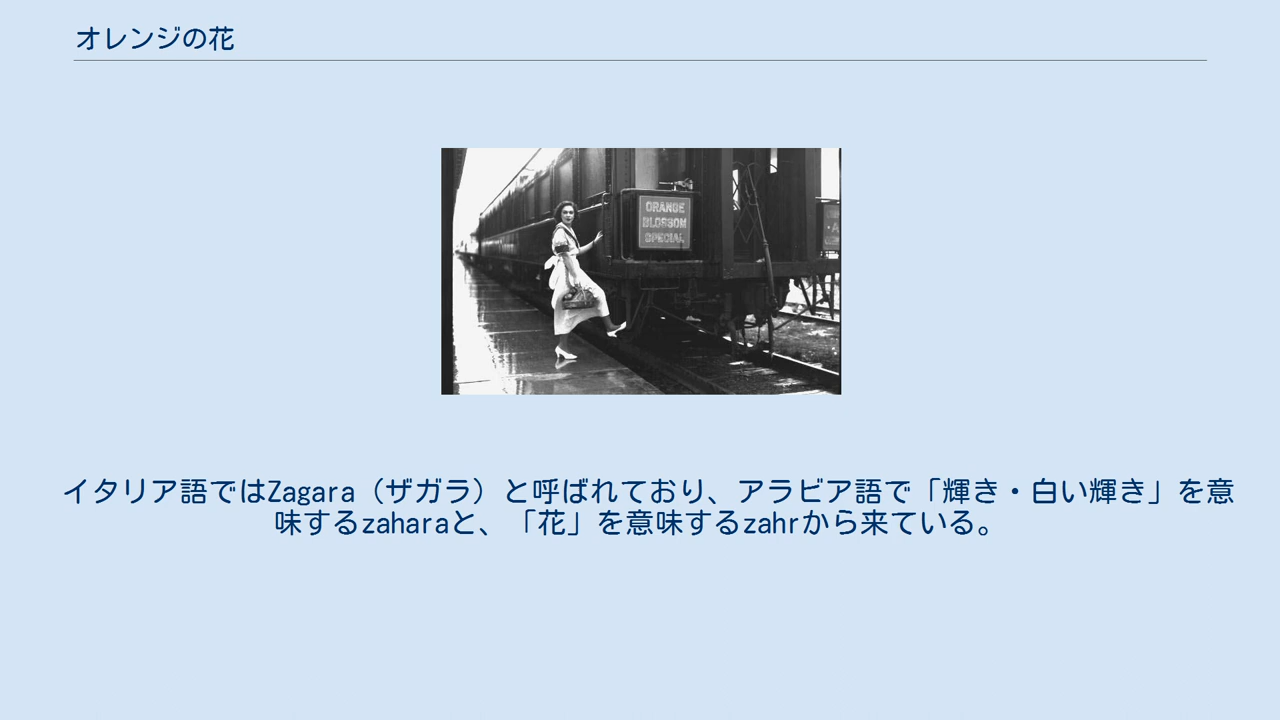 オレンジの花
ORANGE
BLOSSOM
SPECIAL
イタリア語ではZagara（ザガラ）と呼ばれており、アラビア語で「輝き・白い輝き」を意
味するzaharaと、「花」を意味するzahrから来ている。